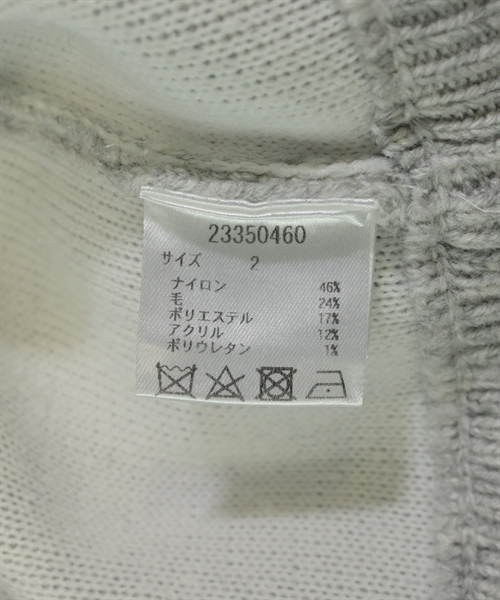 23350460
サイズ 2
ナイロン 46%
毛 24%
ポリエステル 17%
アクリル 12%
ポリウレタン 1%